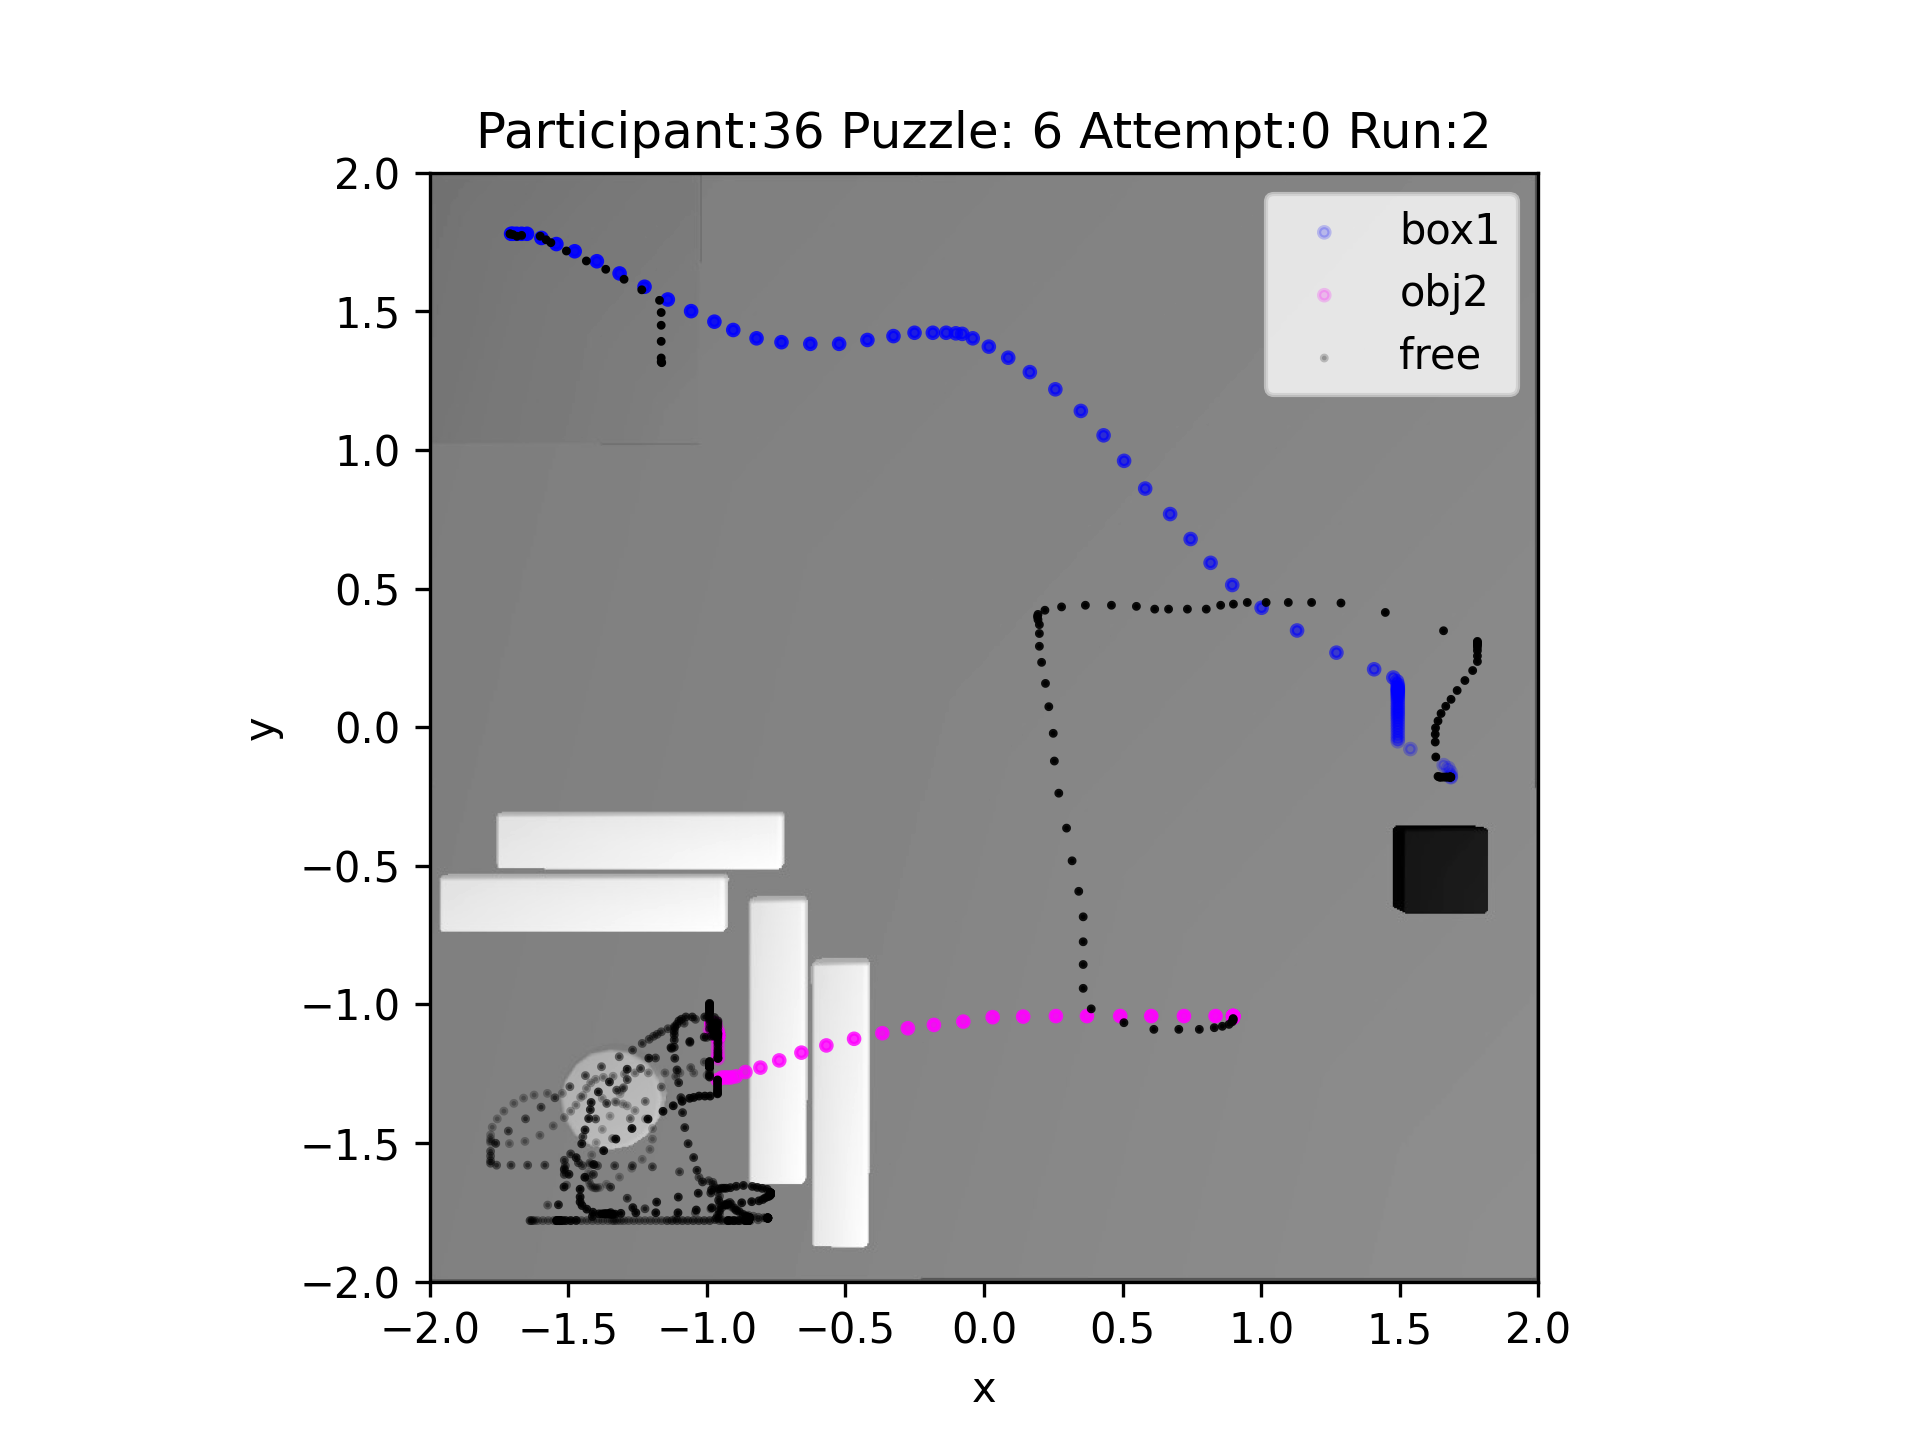 Participant:36 Puzzle: 6 Attempt:0 Run:2
2.0
1.5
1.0
0.5
0.0
−0.5
−1.0
−1.5
−2.0
y
box1
obj2
free
−2.0 −1.5 −1.0 −0.5 0.0 0.5 1.0 1.5 2.0
x